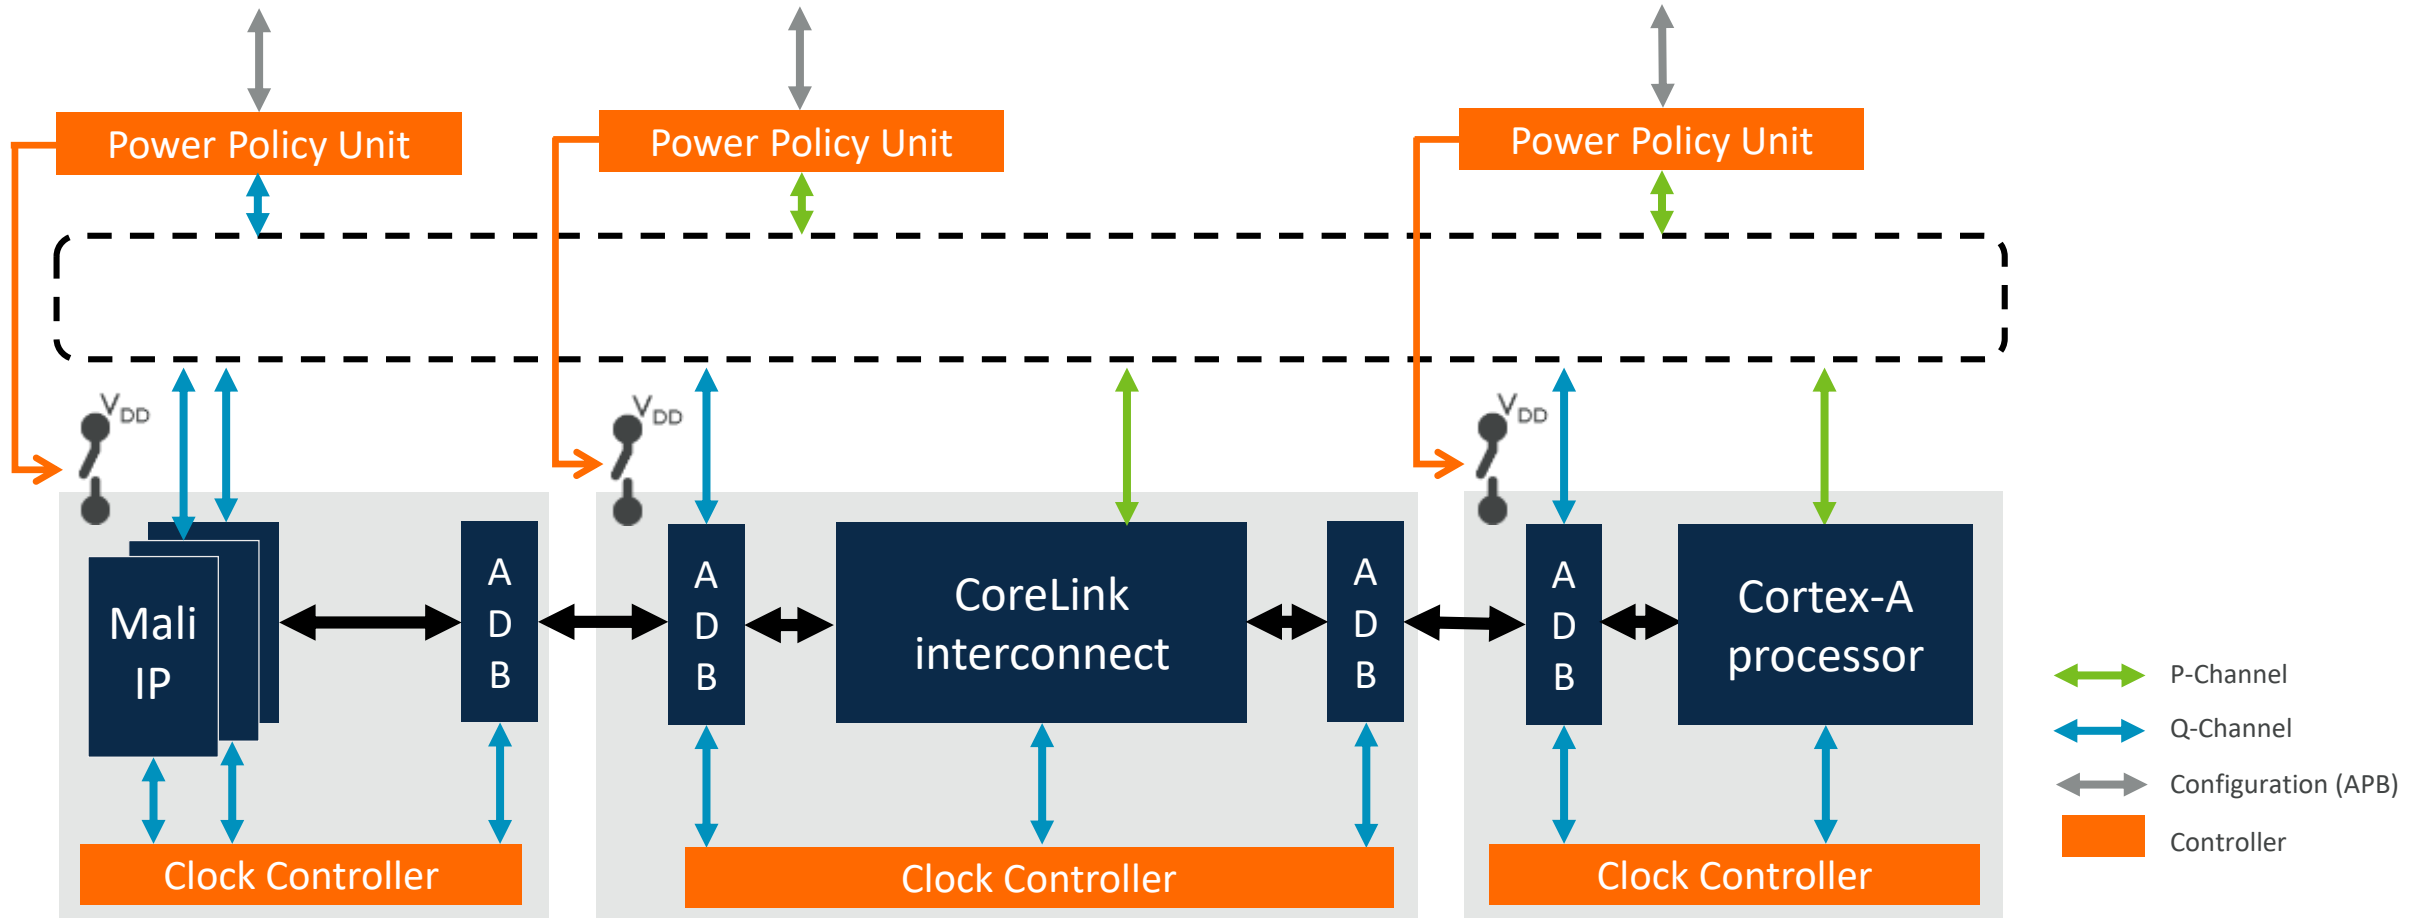 Power Policy Unit
Power Policy Unit
Power Policy Unit
VDD
VDD
VDD
Mali
IP
A
D
B
A
D
B
CoreLink
interconnect
A
D
B
A
D
B
Cortex-A
processor
Clock Controller
Clock Controller
Clock Controller
P-Channel
Q-Channel
Configuration (APB)
Controller